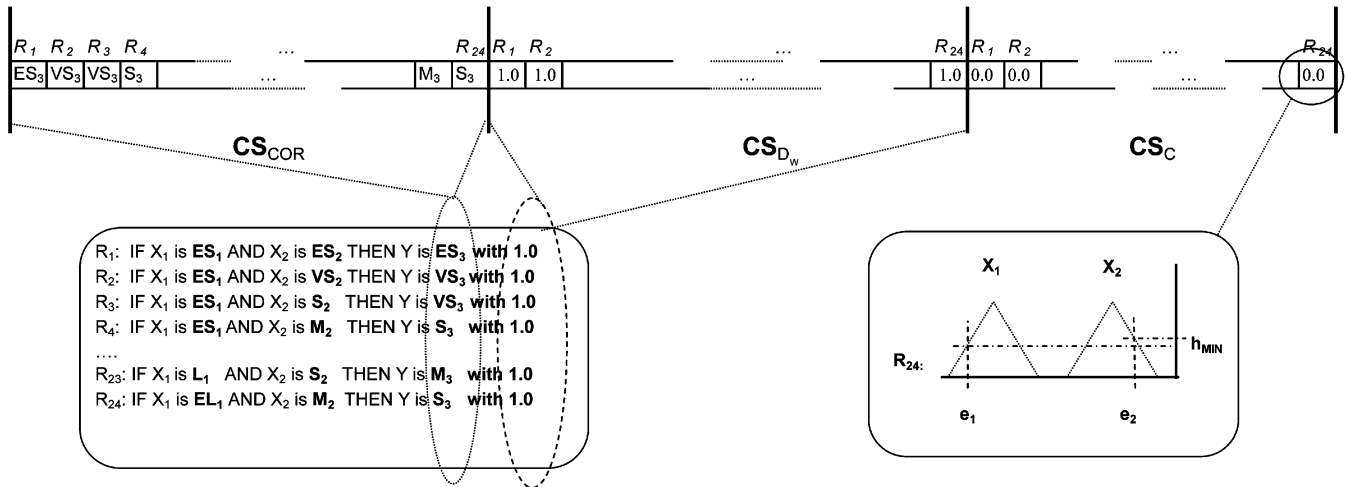 R1 R2 R3 R4 ... R24 R1 R2 ... R24 R1 R2 ... R24
ES3 VS3 VS3 S3 ... M3 S3 1.0 1.0 ... 1.0 0.0 0.0 ... 0.0
CSCOR CSDw CSC
R1: IF X1 is ES1 AND X2 is ES2 THEN Y is ES3 with 1.0
R2: IF X1 is ES1 AND X2 is VS2 THEN Y is VS3 with 1.0
R3: IF X1 is ES1 AND X2 is S2 THEN Y is VS3 with 1.0
R4: IF X1 is ES1 AND X2 is M2 THEN Y is S3 with 1.0
....
R23: IF X1 is L1 AND X2 is S2 THEN Y is M3 with 1.0
R24: IF X1 is EL1 AND X2 is M2 THEN Y is S3 with 1.0
X1 X2
hMIN
R24:
e1 e2